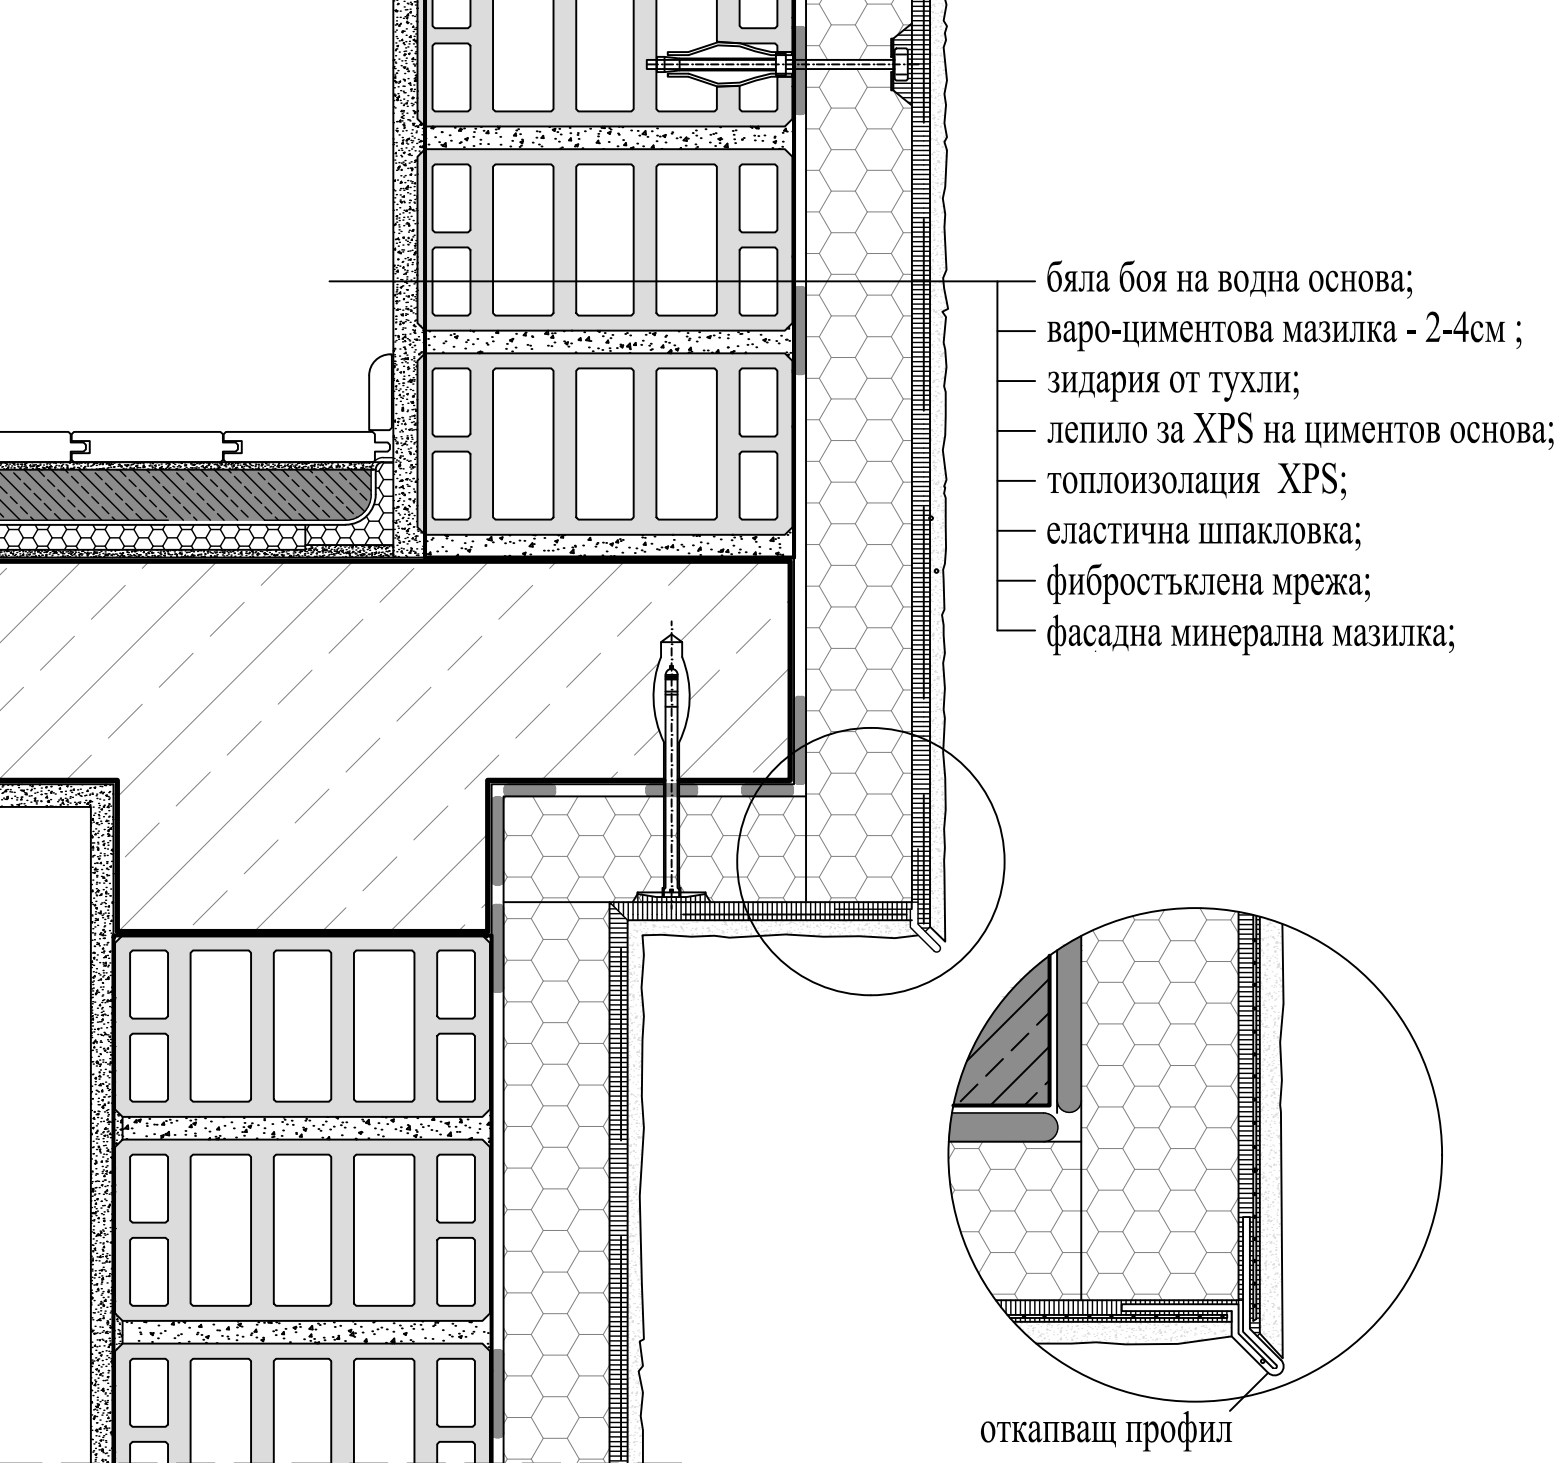 бяла боя на водна основа;
варо-циментова мазилка - 2-4см ;
зидария от тухли;
лепило за XPS на циментов основа;
топлоизолация  XPS;
еластична шпакловка;
фибростъклена мрежа;
фасадна минерална мазилка;
откапващ профил